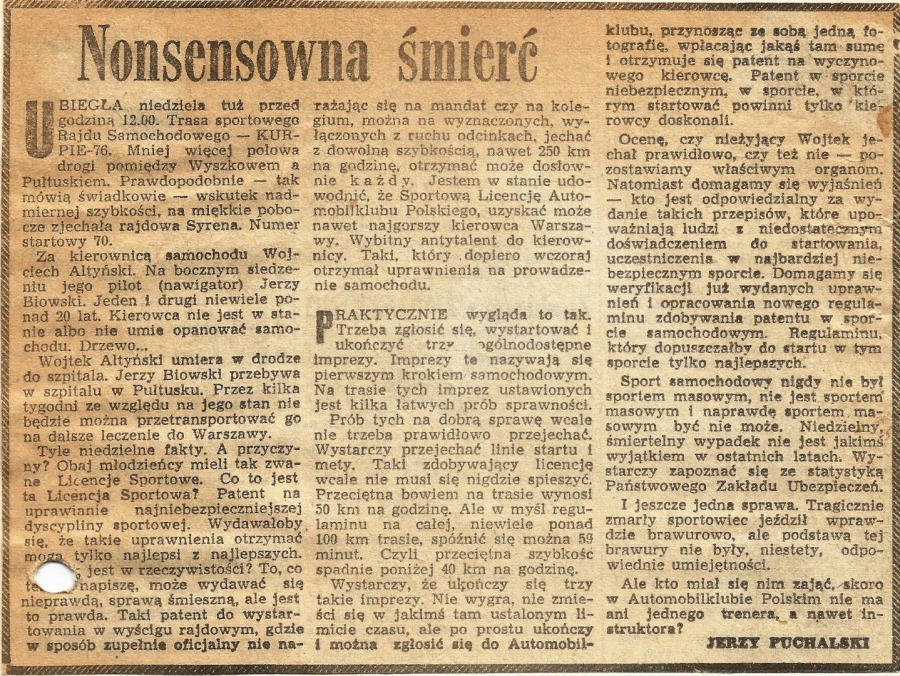 Nonsensowna śmierć
UBIEGŁA niedziela tuż przed
godziną 12.00. Trasa sportowego
Rajdu Samochodowego — KUR-
PIE-76. Mniej więcej połowa
drogi pomiędzy Wyszkowem a
Pułtuskiem. Prawdopodobnie — tak
mówią świadkowie — wskutek nad-
miernej szybkości, na miękkie pobo-
cze zjechała rajdowa Syrena. Numer
startowy 70.
Za kierownicą samochodu Woj-
ciech Altyński. Na bocznym siedze-
niu jego pilot (nawigator) Jerzy
Biowski. Jeden i drugi niewiele po-
nad 20 lat. Kierowca nie jest w sta-
nie albo nie umie opanować samo-
chodu. Drzewo...
Wojtek Altyński umiera w drodze
do szpitala. Jerzy Biowski przebywa
w szpitalu w Pułtusku. Przez kilka
tygodni ze względu na jego stan nie
będzie można przetransportować go
na dalsze leczenie do Warszawy.
Tyle niedzielne fakty. A przyczy-
ny? Obaj młodzieńcy mieli tak zwa-
ne Licencje Sportowe. Co to jest
ta Licencja Sportowa? Patent na
uprawianie najniebezpieczniejszej
dyscypliny sportowej. Wydawałoby
się, że takie uprawnienia otrzymać
mogą tylko najlepsi z najlepszych.
jest w rzeczywistości? To, co
napiszę, może wydawać się
nieprawdą, sprawą śmieszną, ale jest
to prawda. Taki patent do wystar-
towania w wyścigu rajdowym, gdzie
w sposób zupełnie oficjalny nie na-
rażając się na mandat czy na kole-
gium, można na wyznaczonych, wy-
łączonych z ruchu odcinkach, jechać
z dowolną szybkością, nawet 250 km
na godzinę, otrzymać może dosłow-
nie każdy. Jestem w stanie udo-
wodnić, że Sportową Licencję Auto-
mobilklubu Polskiego, uzyskać może
nawet najgorszy kierowca Warsza-
wy. Wybitny antytalent do kierow-
nicy. Taki, który dopiero wczoraj
otrzymał uprawnienia na prowadze-
nie samochodu.
PRAKTYCZNIE wygląda to tak.
Trzeba zgłosić się, wystartować i
ukończyć trzy ogólnodostępne
imprezy. Imprezy te nazywają się
pierwszym krokiem samochodowym.
Na trasie tych imprez ustawionych
jest kilka łatwych prób sprawności.
Prób tych na dobrą sprawę wcale
nie trzeba prawidłowo przejechać.
Wystarczy przejechać linie startu i
mety. Taki zdobywający licencję
wcale nie musi się nigdzie spieszyć.
Przeciętna bowiem na trasie wynosi
50 km na godzinę. Ale w myśl regu-
laminu na całej, niewiele ponad
100 km trasie, spóźnić się można 59
minut. Czyli przeciętna szybkość
spadnie poniżej 40 km na godzinę.
Wystarczy, że ukończy się trzy
takie imprezy. Nie wygra, nie zmie-
ści się w jakimś tam ustalonym li-
micie czasu, ale po prostu ukończy
i można zgłosić się do Automobil-
klubu, przynosząc ze sobą jedną fo-
tografię, wpłacając jakąś tam sumę
i otrzymuje się patent na wyczyno-
wego kierowcę. Patent w sporcie
niebezpiecznym, w sporcie, w któ-
rym startować powinni tylko kie-
rowcy doskonali.
Ocenę, czy nieżyjący Wojtek je-
chał prawidłowo, czy też nie — po-
zostawiamy właściwym organom.
Natomiast domagamy się wyjaśnień
— kto jest odpowiedzialny za wy-
danie takich przepisów, które upo-
ważniają ludzi z niedostatecznym
doświadczeniem do startowania,
uczestniczenia w najbardziej nie-
bezpiecznym sporcie. Domagamy się
weryfikacji już wydanych upraw-
nień i opracowania nowego regula-
minu zdobywania patentu w spor-
cie samochodowym. Regulaminu,
który dopuszczałby do startu w tym
sporcie tylko najlepszych.
Sport samochodowy nigdy nie był
sportem masowym, nie jest sportem
masowym i naprawdę sportem ma-
sowym być nie może. Niedzielny,
śmiertelny wypadek nie jest jakimś
wyjątkiem w ostatnich latach. Wy-
starczy zapoznać się ze statystyką
Państwowego Zakładu Ubezpieczeń.
I jeszcze jedna sprawa. Tragicznie
zmarły sportowiec jeździł wpraw-
dzie brawurowo, ale podstawą tej
brawury nie były, niestety, odpo-
wiednie umiejętności.
Ale kto miał się nim zająć, skoro
w Automobilklubie Polskim nie ma
ani jednego trenera, a nawet in-
struktora?
JERZY PUCHALSKI